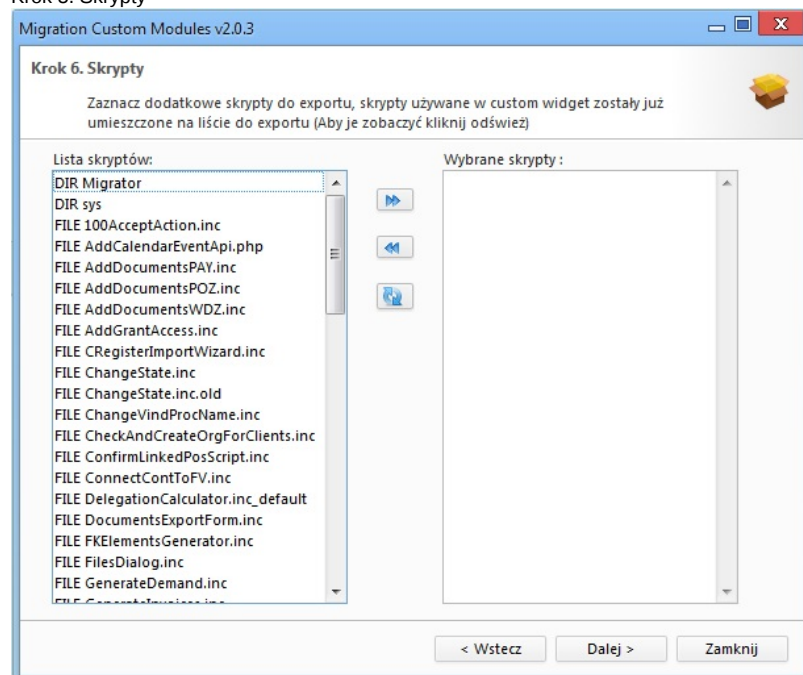 Migration Custom Modules v2.0.3
Krok 6. Skrypty
Zaznacz dodatkowe skrypty do exportu, skrypty używane w custom widget zostały już
umieszczone na liście do exportu (Aby je zobaczyć kliknij odśwież)
Lista skryptów:
Wybrane skrypty :
DIR Migrator
DIR sys
FILE 100AcceptAction.inc
FILE AddCalendarEventApi.php
FILE AddDocumentsPAY.inc
FILE AddDocumentsPOZ.inc
FILE AddDocumentsWDZ.inc
FILE AddGrantAccess.inc
FILE CRegisterImportWizard.inc
FILE ChangeState.inc
FILE ChangeState.inc.old
FILE ChangeVindProcName.inc
FILE CheckAndCreateOrgForClients.inc
FILE ConfirmLinkedPosScript.inc
FILE ConnectContToFV.inc
FILE DelegationCalculator.inc_default
FILE DocumentsExportForm.inc
FILE FKElementsGenerator.inc
FILE FilesDialog.inc
FILE GenerateDemand.inc
< Wstecz
Dalej >
Zamknij